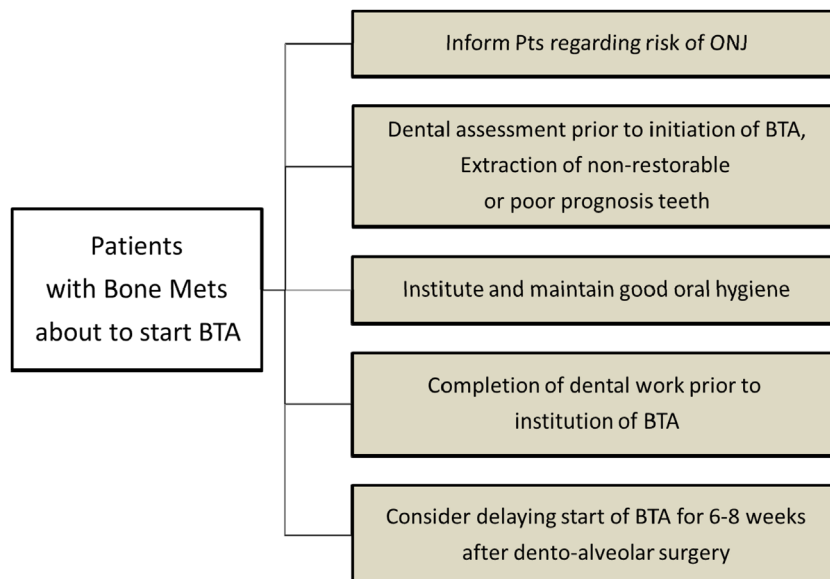 Inform Pts regarding risk of ONJ
Dental assessment prior to initiation of BTA,
Extraction of non-restorable
or poor prognosis teeth
Patients
with Bone Mets
about to start BTA
Institute and maintain good oral hygiene
Completion of dental work prior to
institution of BTA
Consider delaying start of BTA for 6-8 weeks
after dento-alveolar surgery